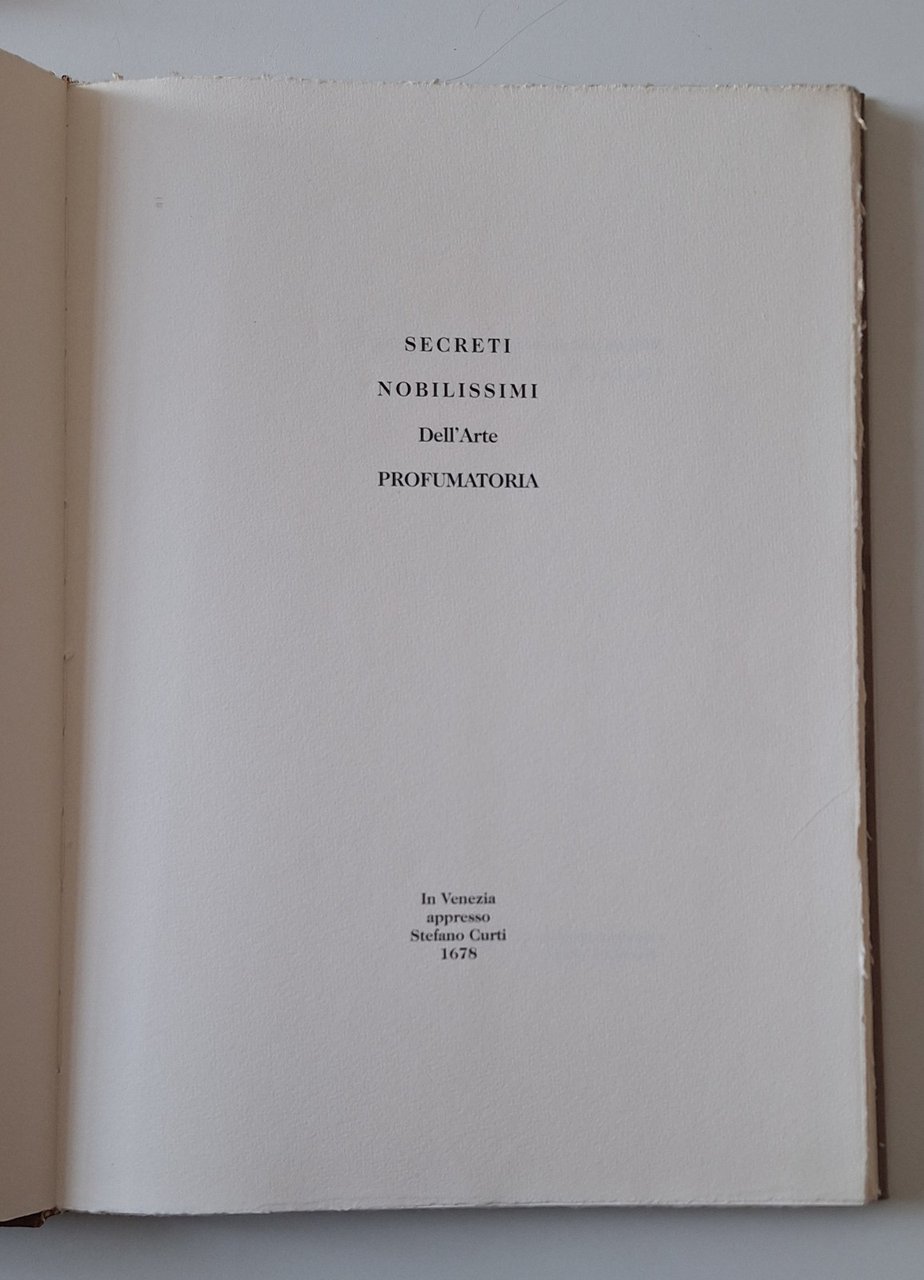 SECRETI
NOBILISSIMI
Dell'Arte
PROFUMATORIA
In Venezia
appresso
Stefano Curti
1678